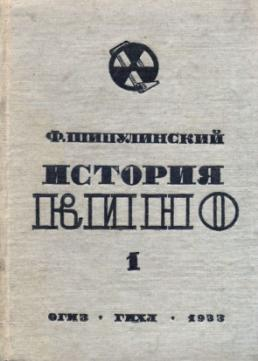 Ф. ШИПУЛИНСКИЙ
ИСТОРИЯ
КИНО
1
ОГИЗ · ГИХЛ · 1933